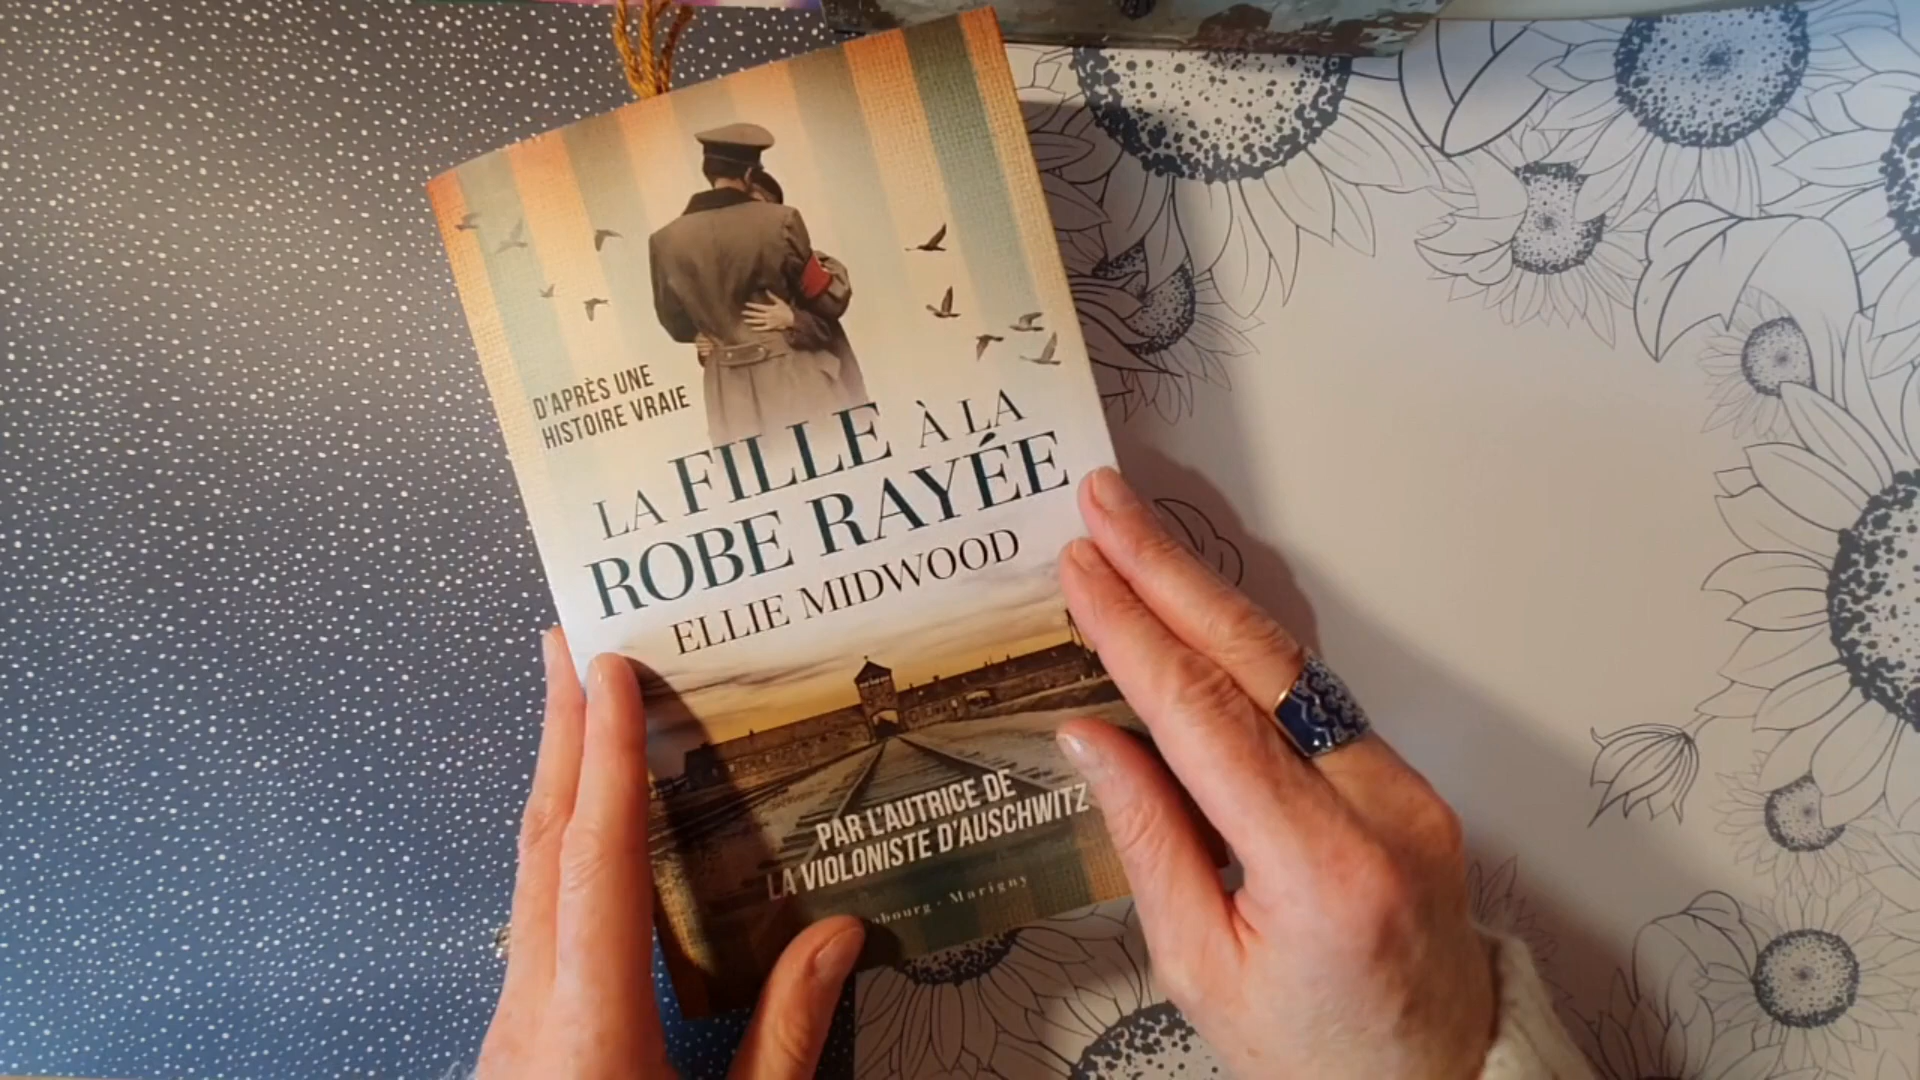 D'APRÈS UNE
HISTOIRE VRAIE
LA FILLE À LA
ROBE RAYÉE
ELLIE MIDWOOD
PAR L'AUTRICE DE
LA VIOLONISTE D'AUSCHWITZ
Marigny